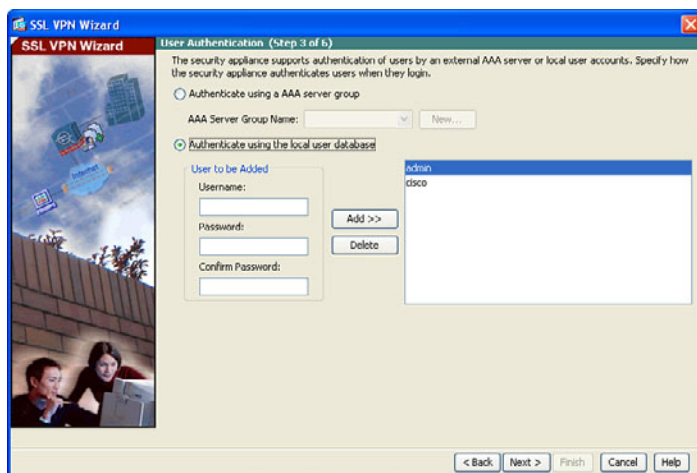 SSL VPN Wizard
SSL VPN Wizard
User Authentication (Step 3 of 6)
The security appliance supports authentication of users by an external AAA server or local user accounts. Specify how
the security appliance authenticates users when they login.
Authenticate using a AAA server group
AAA Server Group Name:
New...
Authenticate using the local user database
User to be Added
Username:
Password:
Confirm Password:
Add >>
Delete
admin
cisco
Internet
< Back
Next >
Finish
Cancel
Help